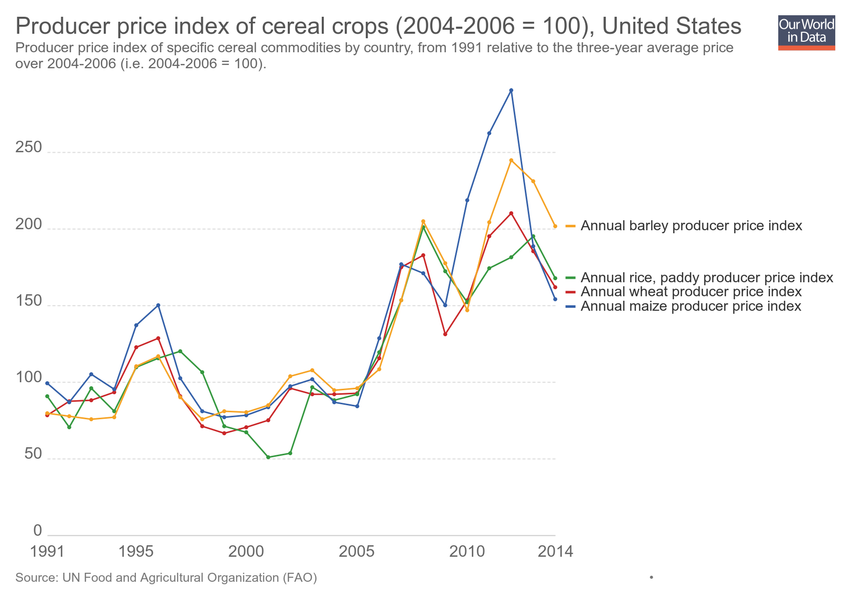 Producer price index of cereal crops (2004-2006 = 100), United States
Our World
in Data
Producer price index of specific cereal commodities by country, from 1991 relative to the three-year average price
over 2004-2006 (i.e. 2004-2006 = 100).
250
200
150
100
50
0
Annual barley producer price index
Annual rice, paddy producer price index
Annual wheat producer price index
Annual maize producer price index
1991 1995 2000 2005 2010 2014
Source: UN Food and Agricultural Organization (FAO)